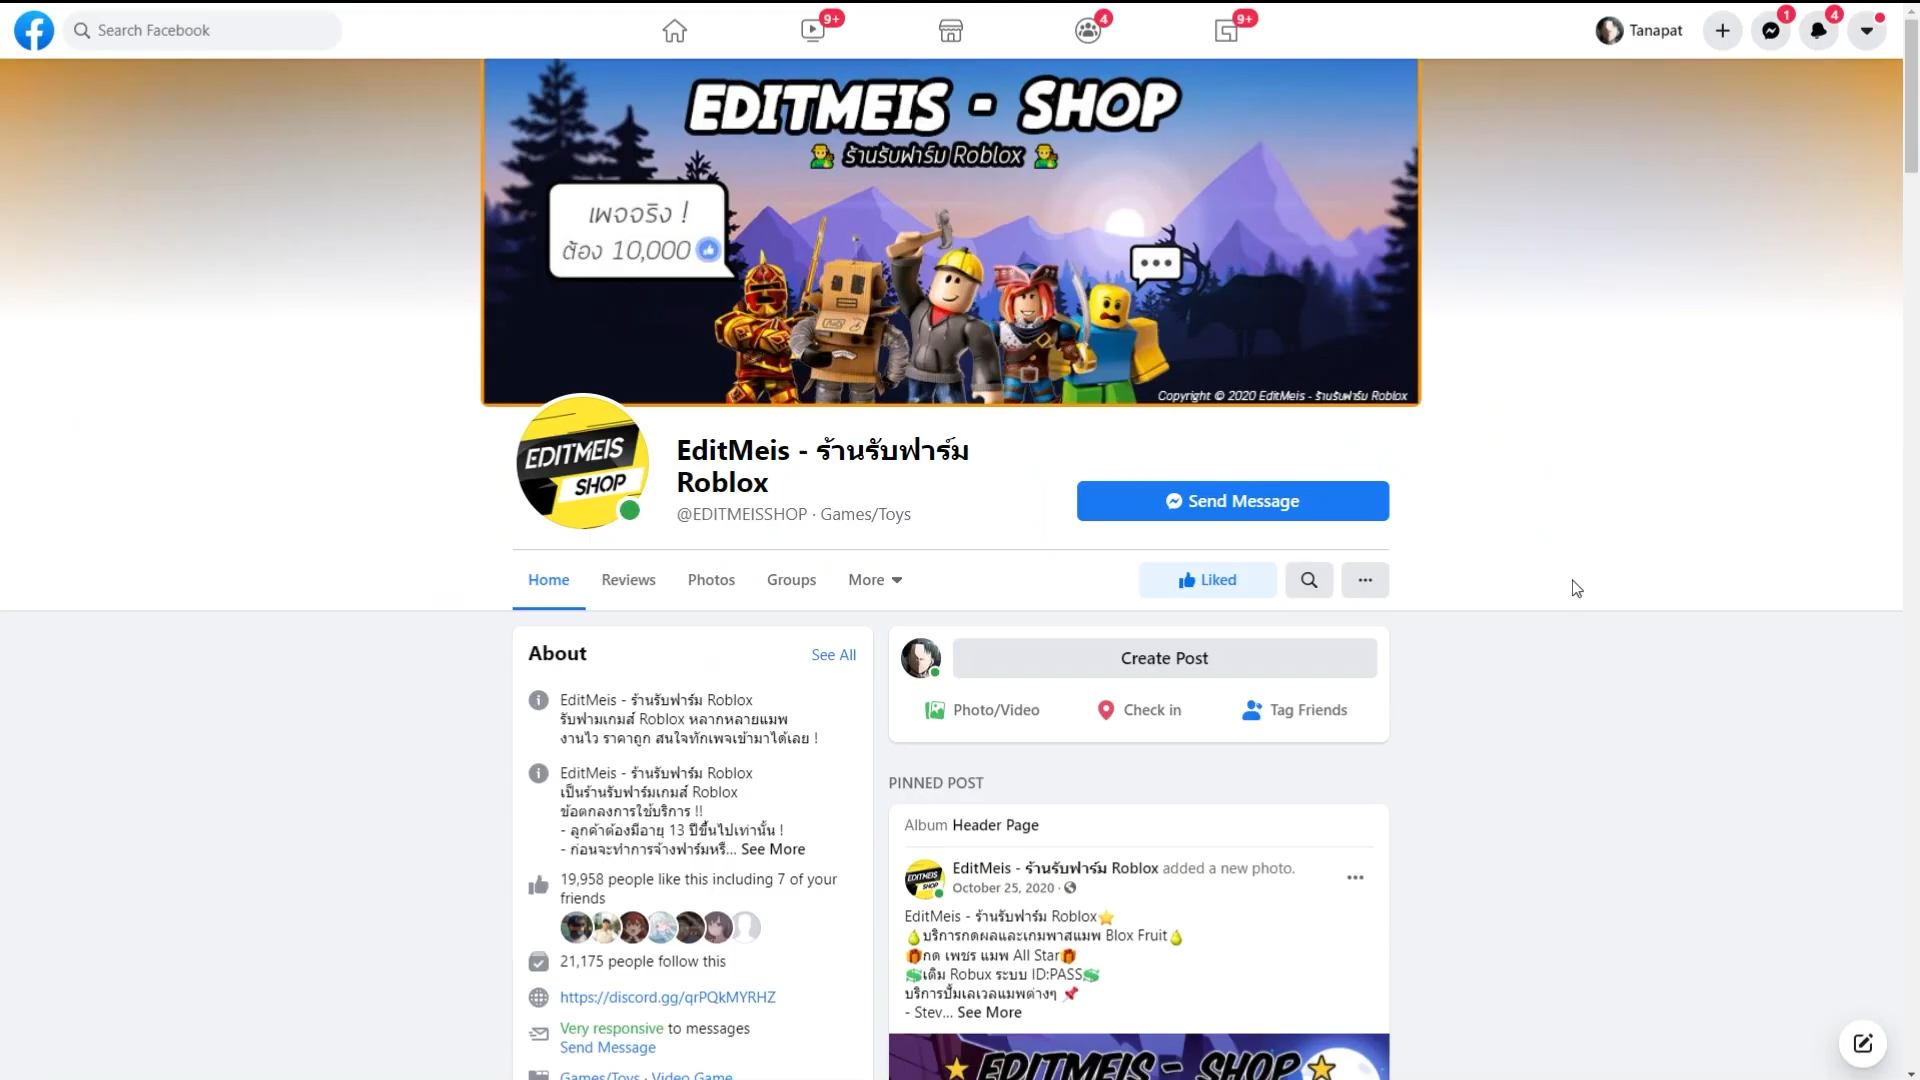 Search Facebook
9+
4
9+
Tanapat
1
4
EDITMEIS - SHOP
ร้านรับฟาร์ม Roblox
เพจจริง !
ต้อง 10,000
Copyright © 2020 EditMeis - ร้านรับฟาร์ม Roblox
EDITMEIS
SHOP
EditMeis - ร้านรับฟาร์ม
Roblox
@EDITMEISSHOP · Games/Toys
Send Message
Home
Reviews
Photos
Groups
More
Liked
About
See All
EditMeis - ร้านรับฟาร์ม Roblox
รับฟามเกมส์ Roblox หลากหลายแมพ
งานไว ราคาถูก สนใจทักเพจเข้ามาได้เลย !
EditMeis - ร้านรับฟาร์ม Roblox
เป็นร้านรับฟาร์มเกมส์ Roblox
ข้อตกลงการใช้บริการ !!
- ลูกค้าต้องมีอายุ 13 ปีขึ้นไปเท่านั้น !
- ก่อนจะทำการจ้างฟาร์มหรื... See More
19,958 people like this including 7 of your
friends
21,175 people follow this
https://discord.gg/qrPQkMYRHZ
Very responsive to messages
Send Message
Games/Toys · Video Game
Create Post
Photo/Video
Check in
Tag Friends
PINNED POST
Album Header Page
EDITMEIS
SHOP
EditMeis - ร้านรับฟาร์ม Roblox added a new photo.
October 25, 2020 ·
EditMeis - ร้านรับฟาร์ม Roblox
บริการกดผลและเกมพาสแมพ Blox Fruit
กด เพชร แมพ All Star
เติม Robux ระบบ ID:PASS
บริการปั้มเลเวลแมพต่างๆ
- Stev... See More
EDITMEIS - SHOP